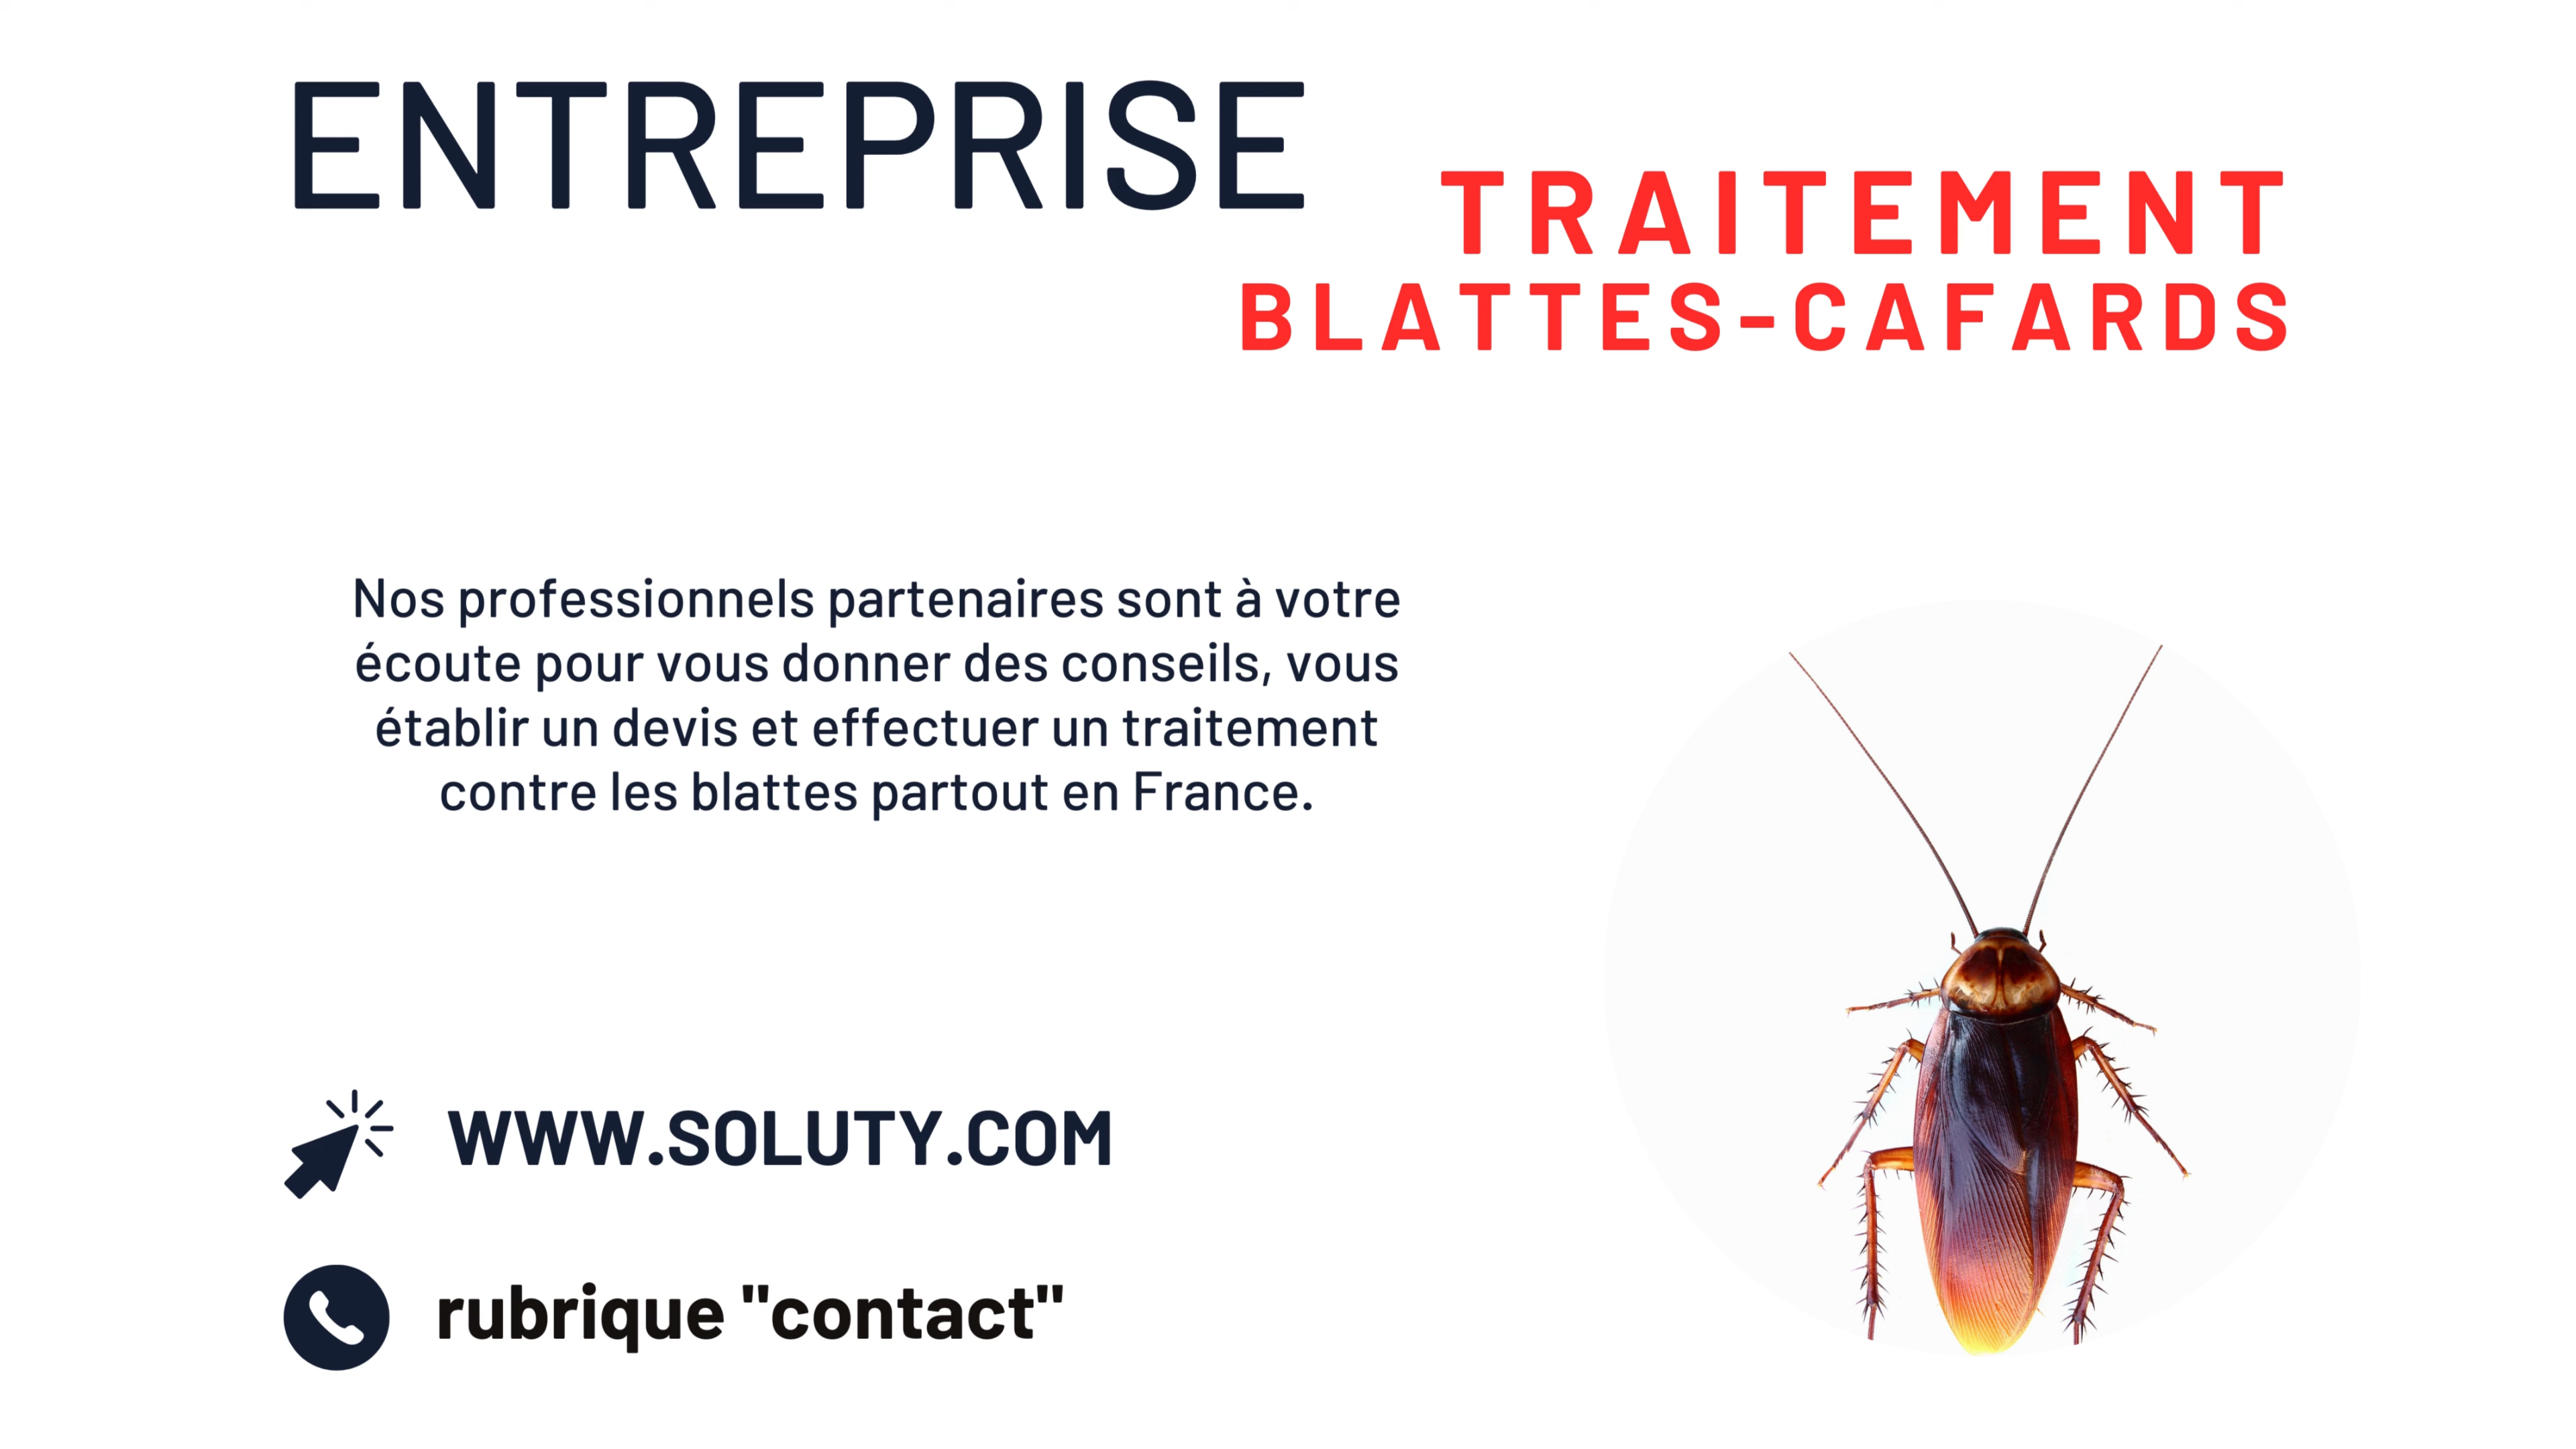 ENTREPRISE
TRAITEMENT
BLATTES-CAFARDS
Nos professionnels partenaires sont à votre
écoute pour vous donner des conseils, vous
établir un devis et effectuer un traitement
contre les blattes partout en France.
WWW.SOLUTY.COM
rubrique "contact"